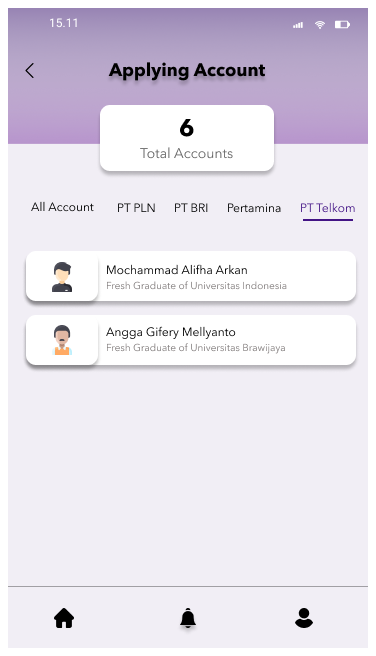 15.11
Applying Account
6
Total Accounts
All Account PT PLN PT BRI Pertamina PT Telkom
Mochammad Alifha Arkan
Fresh Graduate of Universitas Indonesia
Angga Gifery Mellyanto
Fresh Graduate of Universitas Brawijaya